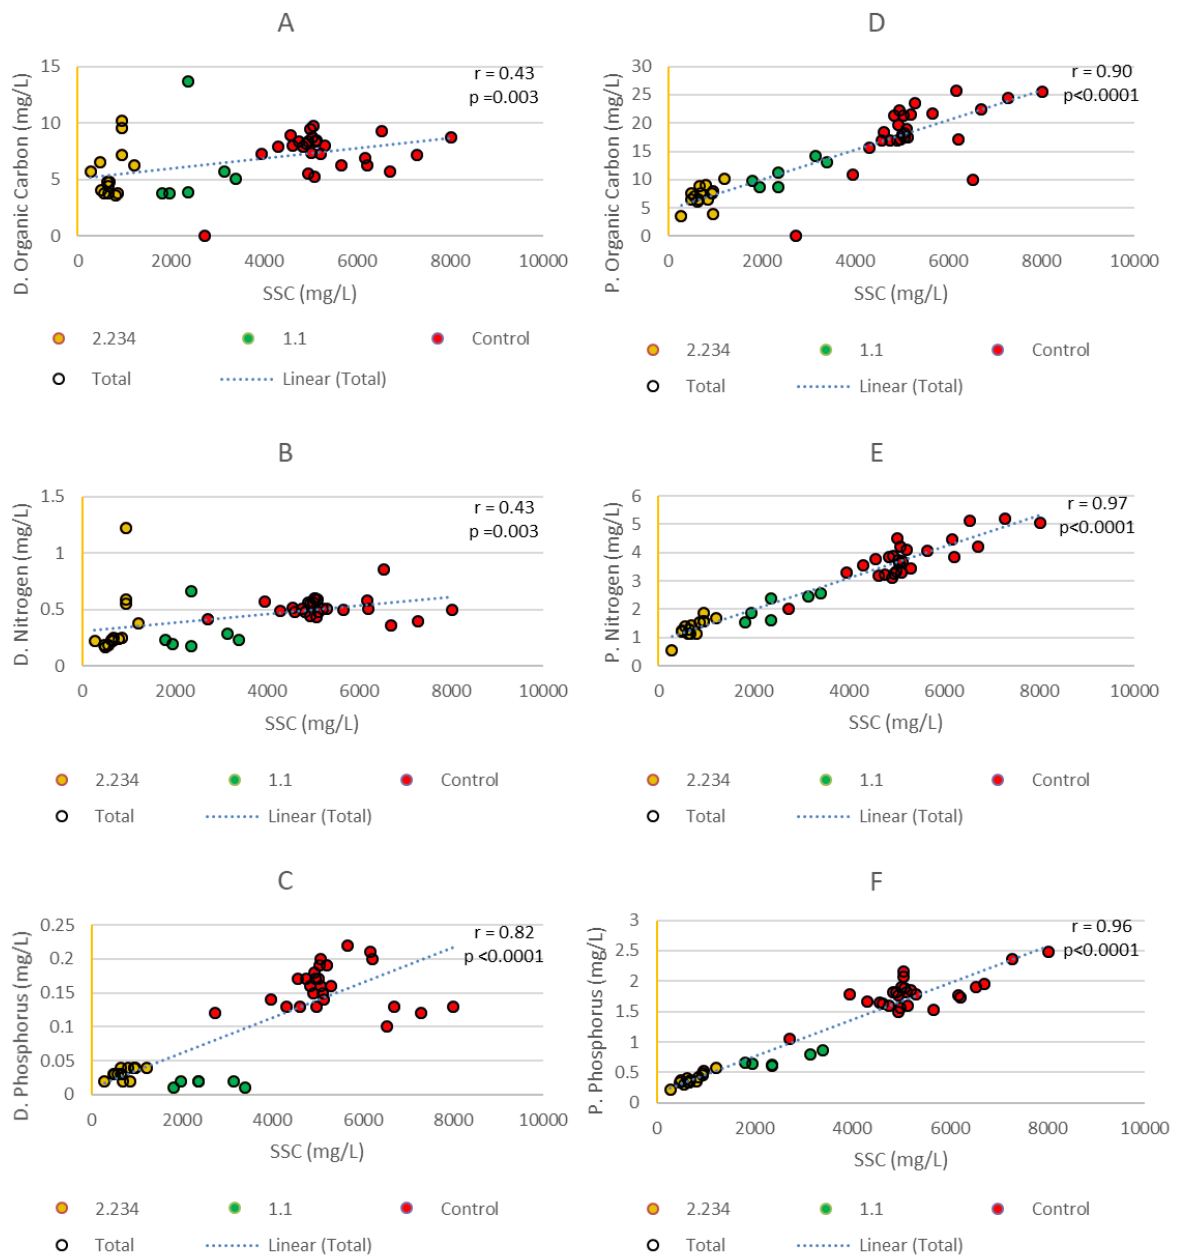 A
D. Organic Carbon (mg/L)
15
10
5
0
r = 0.43
p =0.003
0 2000 4000 6000 8000 10000
SSC (mg/L)
2.234 1.1 Control
Total Linear (Total)
D
P. Organic Carbon (mg/L)
30
25
20
15
10
5
0
r = 0.90
p<0.0001
0 2000 4000 6000 8000 10000
SSC (mg/L)
2.234 1.1 Control
Total Linear (Total)
B
D. Nitrogen (mg/L)
1.5
1
0.5
0
r = 0.43
p =0.003
0 2000 4000 6000 8000 10000
SSC (mg/L)
2.234 1.1 Control
Total Linear (Total)
E
P. Nitrogen (mg/L)
6
5
4
3
2
1
0
r = 0.97
p<0.0001
0 2000 4000 6000 8000 10000
SSC (mg/L)
2.234 1.1 Control
Total Linear (Total)
C
D. Phosphorus (mg/L)
0.25
0.2
0.15
0.1
0.05
0
r = 0.82
p <0.0001
0 2000 4000 6000 8000 10000
SSC (mg/L)
2.234 1.1 Control
Total Linear (Total)
F
P. Phosphorus (mg/L)
3
2.5
2
1.5
1
0.5
0
r = 0.96
p<0.0001
0 2000 4000 6000 8000 10000
SSC (mg/L)
2.234 1.1 Control
Total Linear (Total)